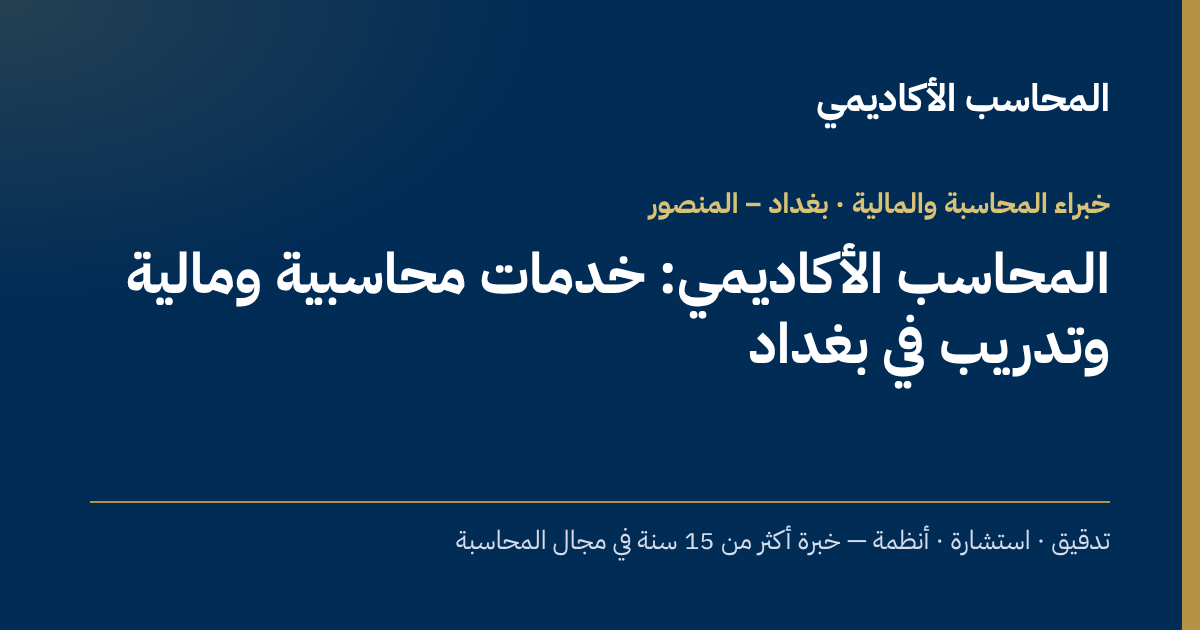 المحاسب الأكاديمي
خبراء المحاسبة والمالية · بغداد – المنصور
المحاسب الأكاديمي: خدمات محاسبية ومالية
وتدريب في بغداد
تدقيق · استشارة · أنظمة — خبرة أكثر من 15 سنة في مجال المحاسبة